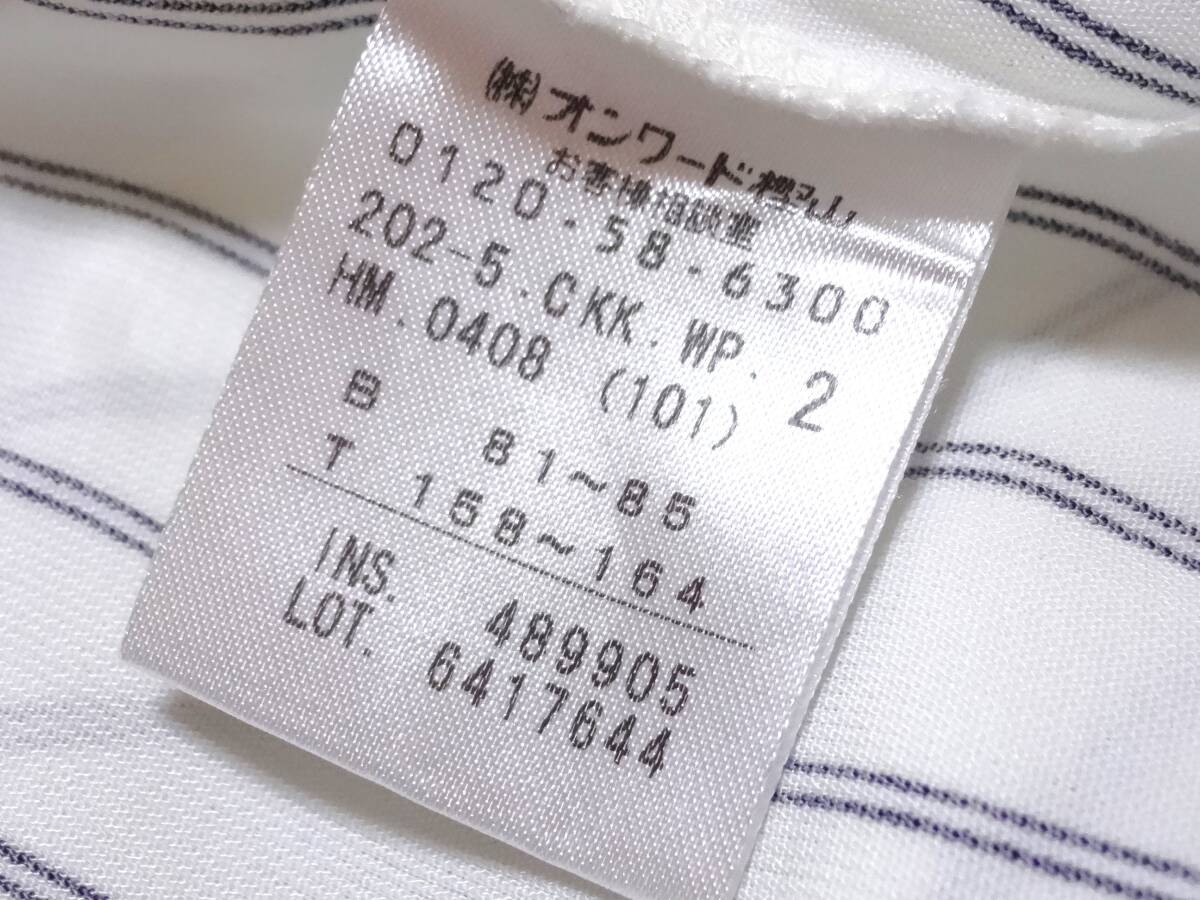 (株)オンワード樫山
お客様相談室
0120.58.6300
202-5.CKK.WP. 2
HM.0408 (101)
B 81~85
T 158~164
INS. 489905
LOT. 6417644